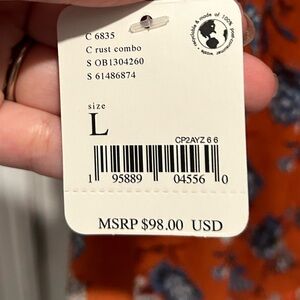 C 6835
C rust combo
S OB1304260
S 61486874
size
L
CP2AYZ 6 6
1 95889 04556 0
MSRP $98.00 USD